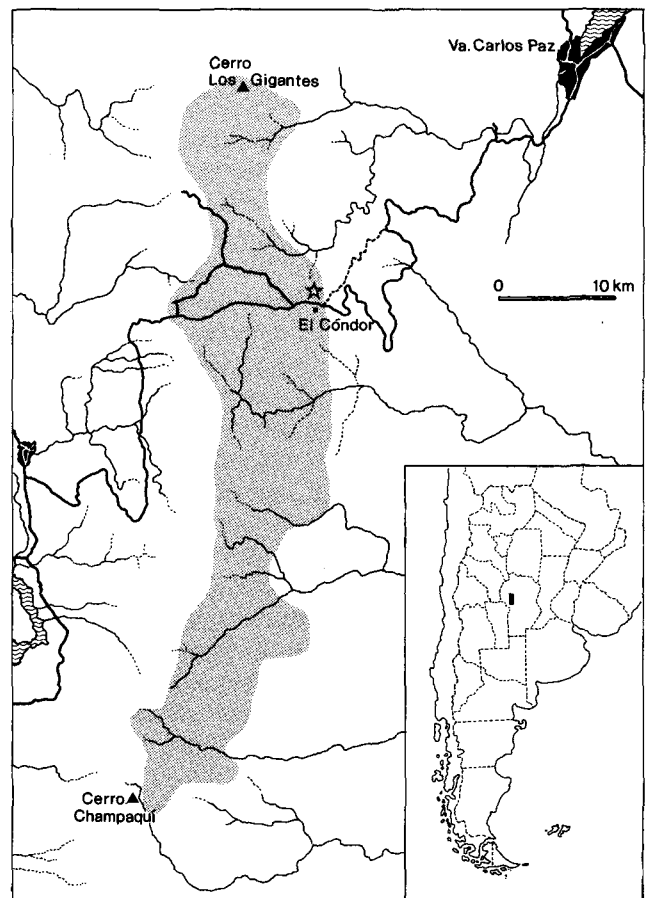 Cerro
Los Gigantes
Va. Carlos Paz
0 10 km
El Cóndor
Cerro
Champaquí